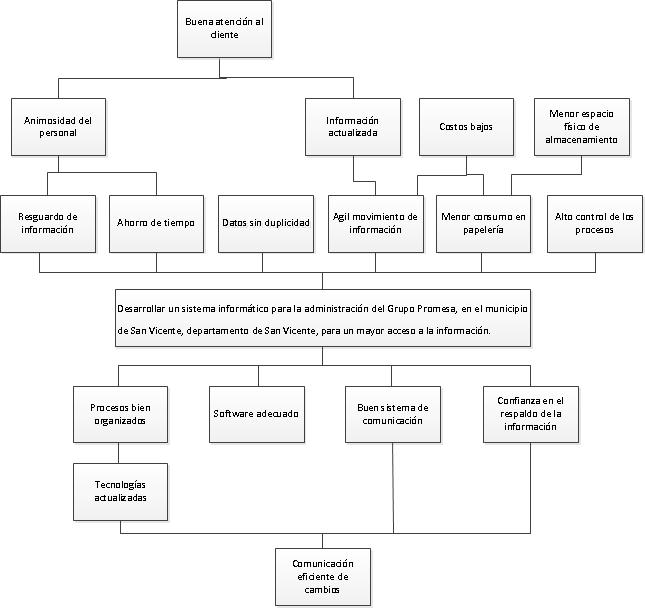 Buena atención al
cliente
Animosidad del
personal
Información
actualizada
Costos bajos
Menor espacio
físico de
almacenamiento
Resguardo de
información
Ahorro de tiempo
Datos sin duplicidad
Agil movimiento de
información
Menor consumo en
papelería
Alto control de los
procesos
Desarrollar un sistema informático para la administración del Grupo Promesa, en el municipio
de San Vicente, departamento de San Vicente, para un mayor acceso a la información.
Procesos bien
organizados
Software adecuado
Buen sistema de
comunicación
Confianza en el
respaldo de la
información
Tecnologías
actualizadas
Comunicación
eficiente de
cambios